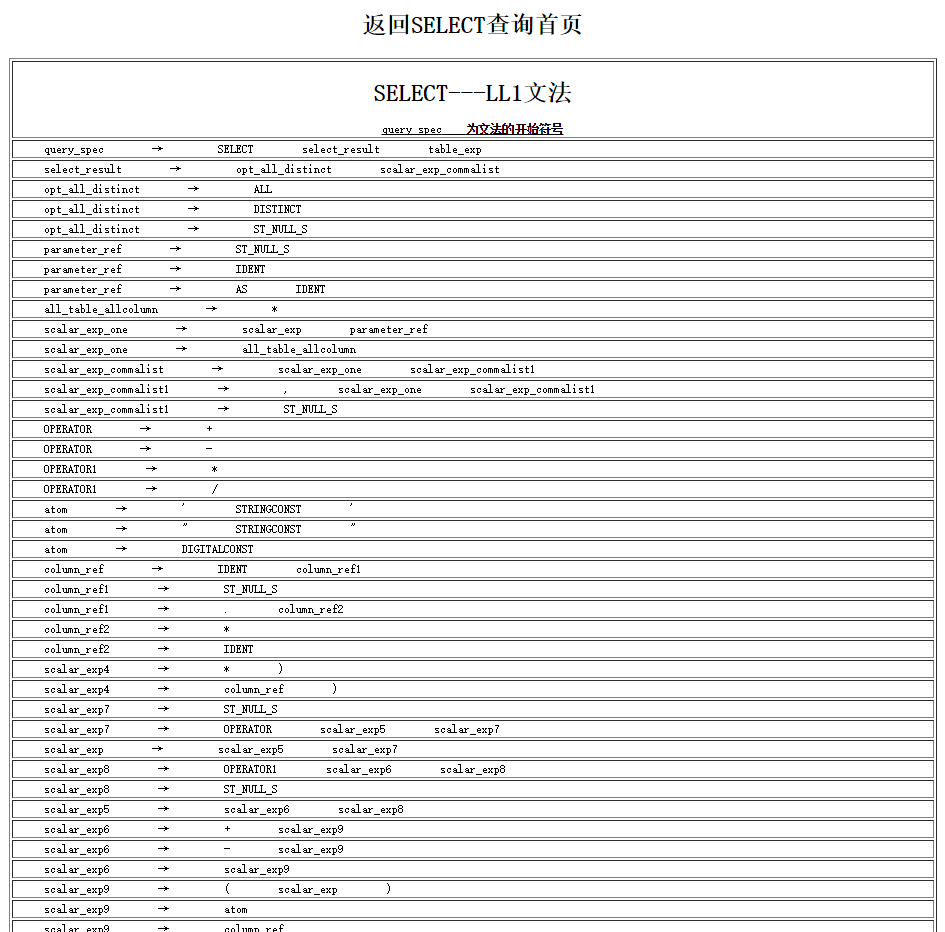 返回SELECT查询首页
SELECT---LL1文法
query_spec 为文法的开始符号
query_spec → SELECT select_result table_exp
select_result → opt_all_distinct scalar_exp_commalist
opt_all_distinct → ALL
opt_all_distinct → DISTINCT
opt_all_distinct → ST_NULL_S
parameter_ref → ST_NULL_S
parameter_ref → IDENT
parameter_ref → AS IDENT
all_table_allcolumn → *
scalar_exp_one → scalar_exp parameter_ref
scalar_exp_one → all_table_allcolumn
scalar_exp_commalist → scalar_exp_one scalar_exp_commalist1
scalar_exp_commalist1 → , scalar_exp_one scalar_exp_commalist1
scalar_exp_commalist1 → ST_NULL_S
OPERATOR → +
OPERATOR → -
OPERATOR1 → *
OPERATOR1 → /
atom → ' STRINGCONST '
atom → " STRINGCONST "
atom → DIGITALCONST
column_ref → IDENT column_ref1
column_ref1 → ST_NULL_S
column_ref1 → . column_ref2
column_ref2 → *
column_ref2 → IDENT
scalar_exp4 → * )
scalar_exp4 → column_ref )
scalar_exp7 → ST_NULL_S
scalar_exp7 → OPERATOR scalar_exp5 scalar_exp7
scalar_exp → scalar_exp5 scalar_exp7
scalar_exp8 → OPERATOR1 scalar_exp6 scalar_exp8
scalar_exp8 → ST_NULL_S
scalar_exp5 → scalar_exp6 scalar_exp8
scalar_exp6 → + scalar_exp9
scalar_exp6 → - scalar_exp9
scalar_exp6 → scalar_exp9
scalar_exp9 → ( scalar_exp )
scalar_exp9 → atom
scalar_exp9 → column_ref